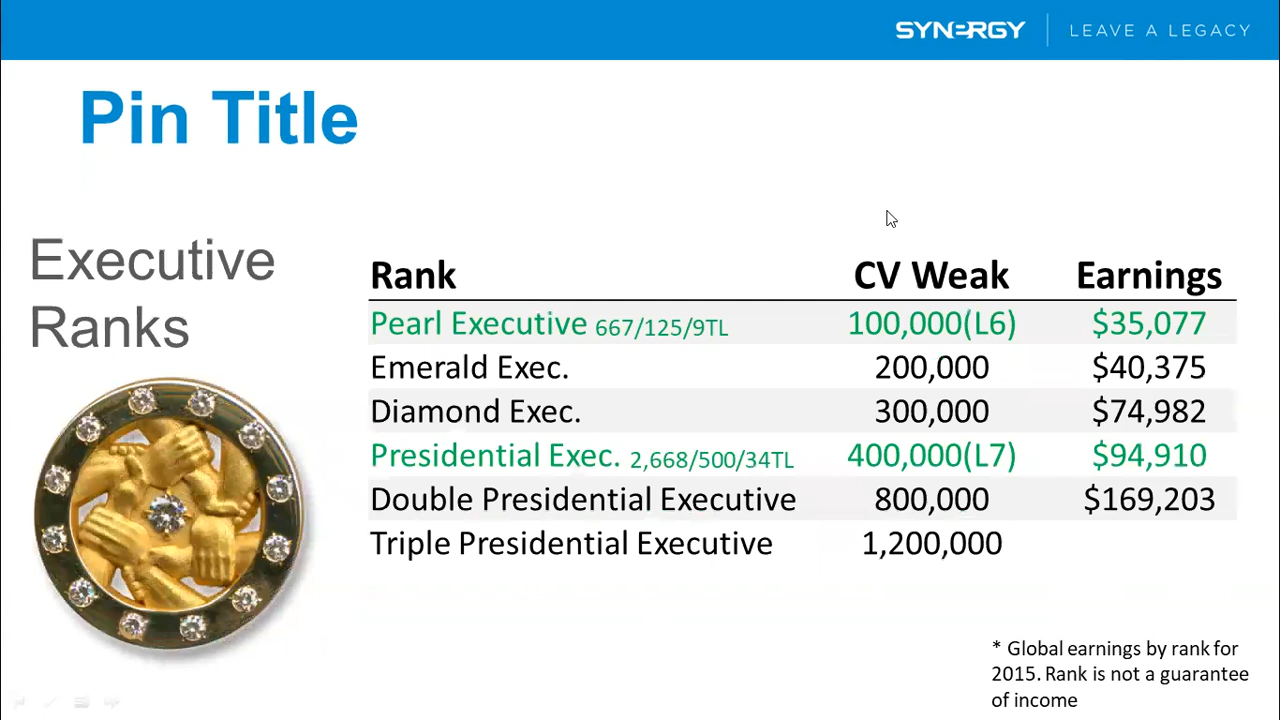 SYNERGY | LEAVE A LEGACY
Pin Title
Executive
Ranks
Rank CV Weak Earnings
Pearl Executive 667/125/9TL 100,000(L6) $35,077
Emerald Exec. 200,000 $40,375
Diamond Exec. 300,000 $74,982
Presidential Exec. 2,668/500/34TL 400,000(L7) $94,910
Double Presidential Executive 800,000 $169,203
Triple Presidential Executive 1,200,000
* Global earnings by rank for
2015. Rank is not a guarantee
of income